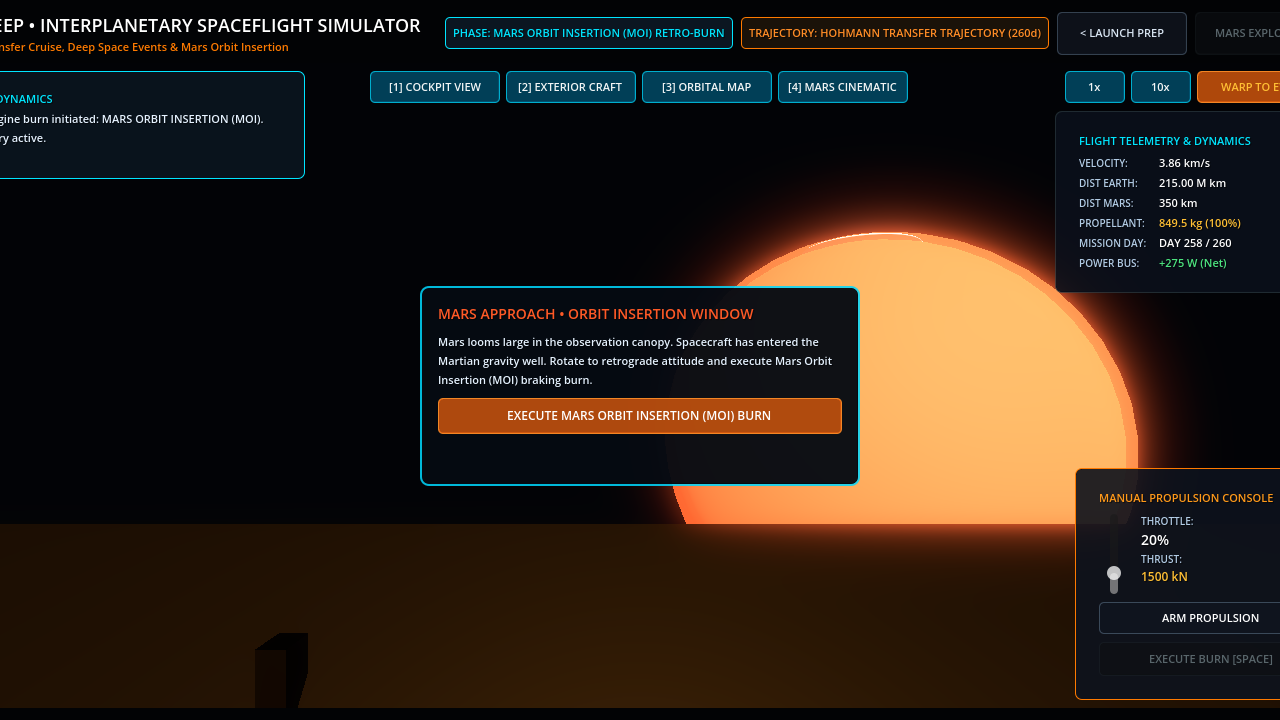 EEP • INTERPLANETARY SPACEFLIGHT SIMULATOR
nsfer Cruise, Deep Space Events & Mars Orbit Insertion
PHASE: MARS ORBIT INSERTION (MOI) RETRO-BURN
TRAJECTORY: HOHMANN TRANSFER TRAJECTORY (260d)
< LAUNCH PREP
MARS EXPLO
YNAMICS
gine burn initiated: MARS ORBIT INSERTION (MOI).
ry active.
[1] COCKPIT VIEW
[2] EXTERIOR CRAFT
[3] ORBITAL MAP
[4] MARS CINEMATIC
1x
10x
WARP TO E
FLIGHT TELEMETRY & DYNAMICS
VELOCITY: 3.86 km/s
DIST EARTH: 215.00 M km
DIST MARS: 350 km
PROPELLANT: 849.5 kg (100%)
MISSION DAY: DAY 258 / 260
POWER BUS: +275 W (Net)
MARS APPROACH • ORBIT INSERTION WINDOW
Mars looms large in the observation canopy. Spacecraft has entered the
Martian gravity well. Rotate to retrograde attitude and execute Mars Orbit
Insertion (MOI) braking burn.
EXECUTE MARS ORBIT INSERTION (MOI) BURN
MANUAL PROPULSION CONSOLE
THROTTLE:
20%
THRUST:
1500 kN
ARM PROPULSION
EXECUTE BURN [SPACE]